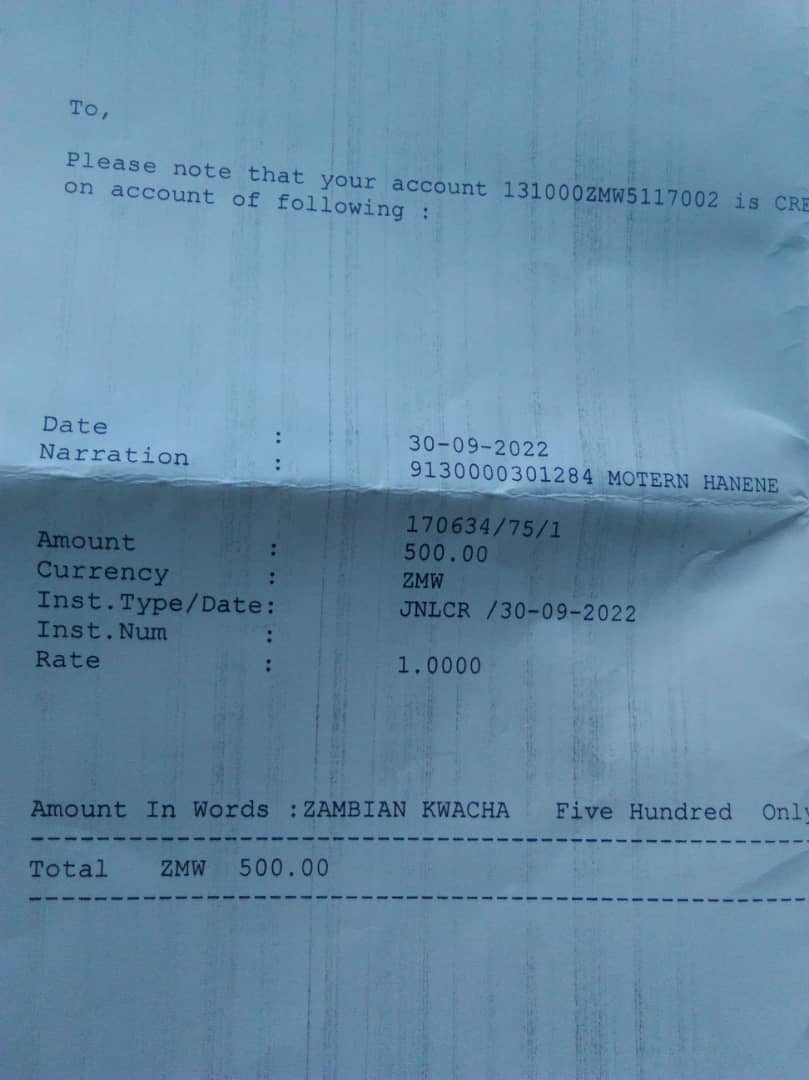 To,
Please note that your account 131000ZMW5117002 is CRE
on account of following :
Date : 30-09-2022
Narration : 9130000301284 MOTERN HANENE
170634/75/1
Amount : 500.00
Currency : ZMW
Inst.Type/Date: JNLCR /30-09-2022
Inst.Num :
Rate : 1.0000
Amount In Words :ZAMBIAN KWACHA Five Hundred Only
Total ZMW 500.00